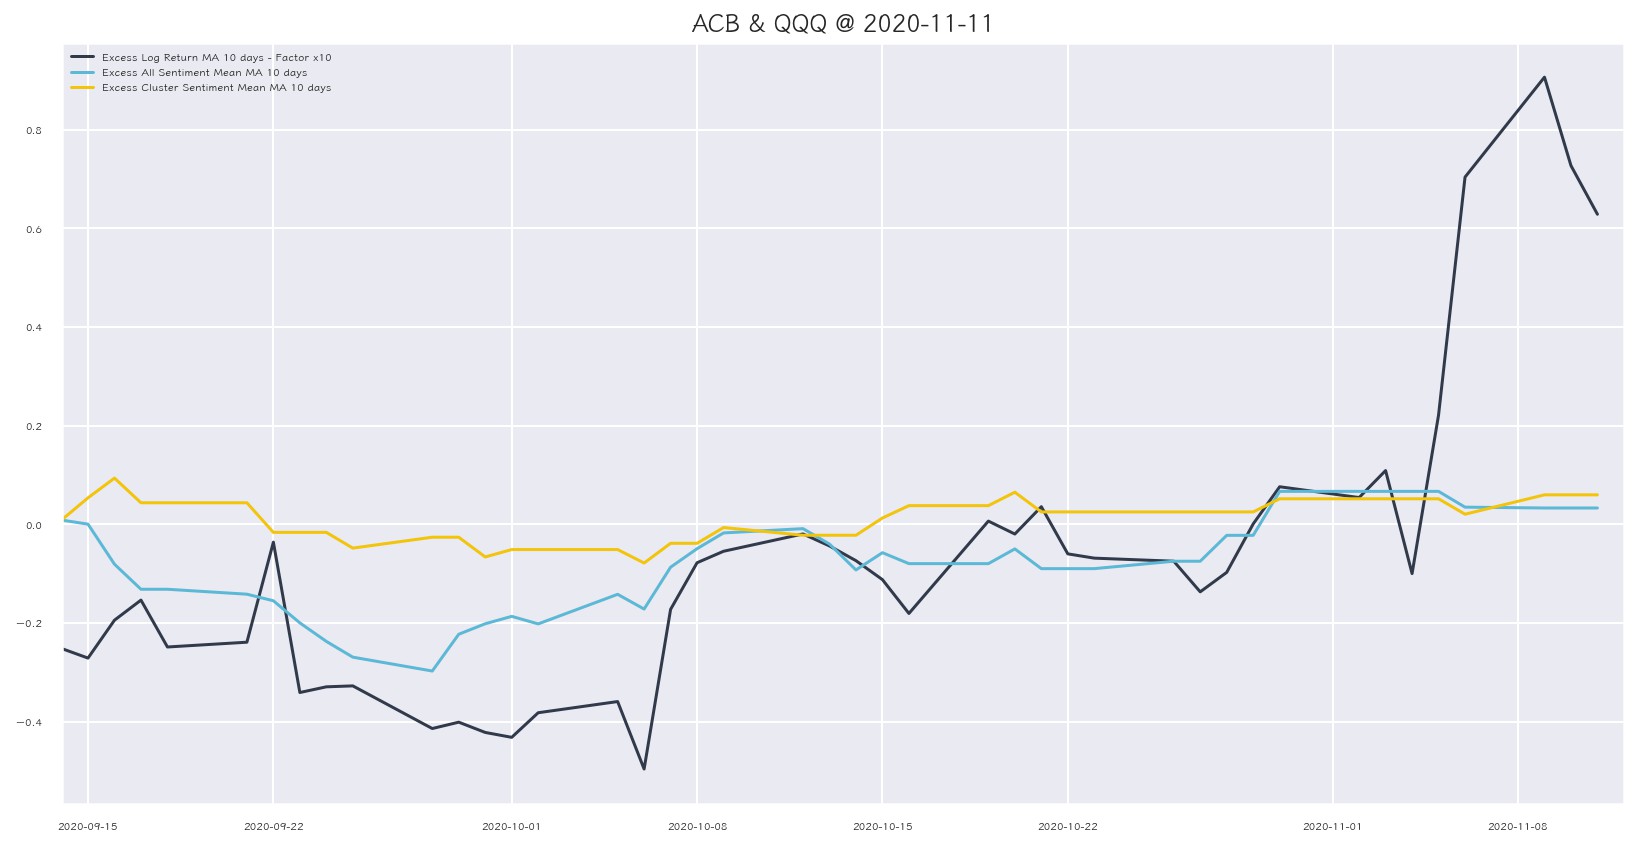 ACB & QQQ @ 2020-11-11
Excess Log Return MA 10 days - Factor x10
Excess All Sentiment Mean MA 10 days
Excess Cluster Sentiment Mean MA 10 days
0.8
0.6
0.4
0.2
0.0
−0.2
−0.4
2020-09-15 2020-09-22 2020-10-01 2020-10-08 2020-10-15 2020-10-22 2020-11-01 2020-11-08